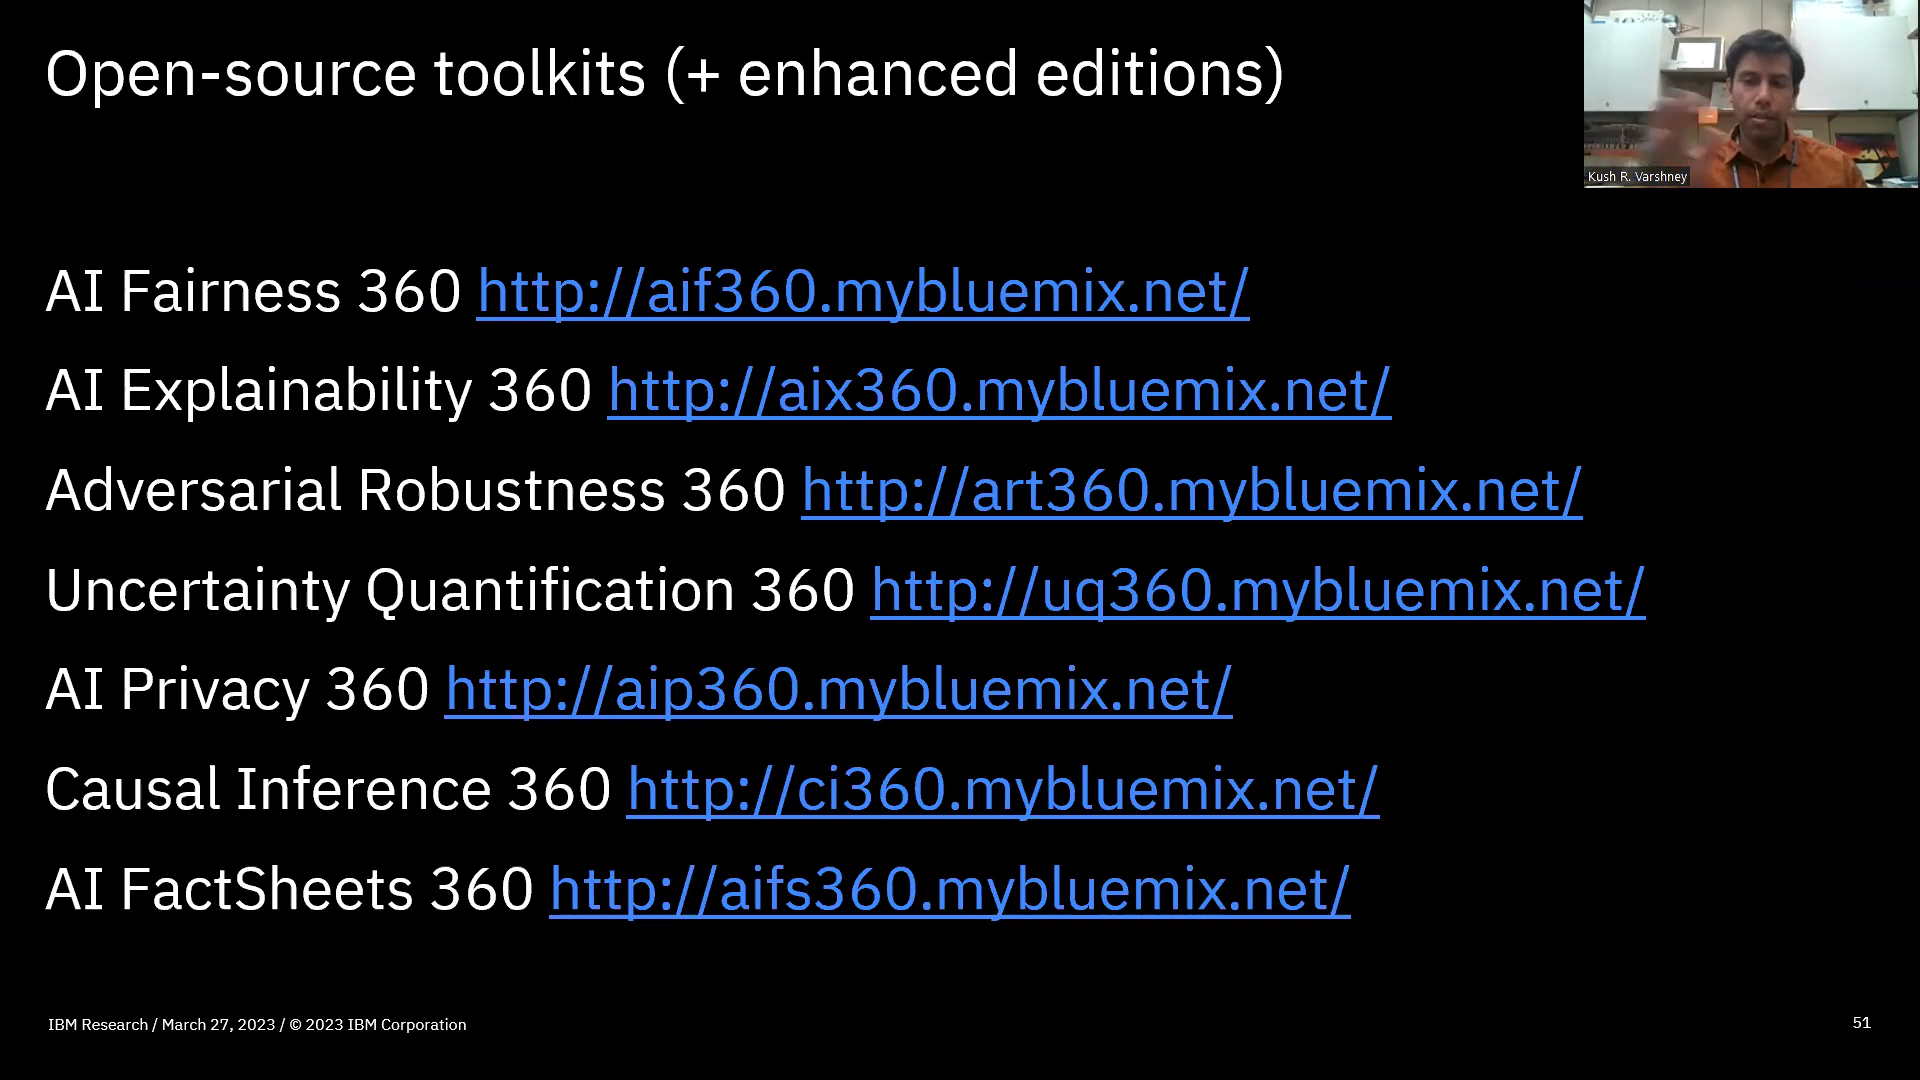 Open-source toolkits (+ enhanced editions)
Kush R. Varshney
AI Fairness 360 http://aif360.mybluemix.net/
AI Explainability 360 http://aix360.mybluemix.net/
Adversarial Robustness 360 http://art360.mybluemix.net/
Uncertainty Quantification 360 http://uq360.mybluemix.net/
AI Privacy 360 http://aip360.mybluemix.net/
Causal Inference 360 http://ci360.mybluemix.net/
AI FactSheets 360 http://aifs360.mybluemix.net/
IBM Research / March 27, 2023 / © 2023 IBM Corporation
51